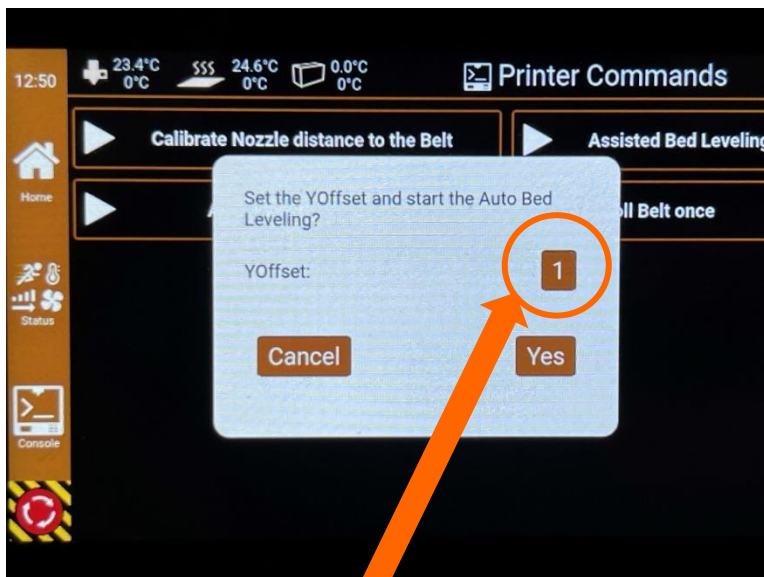 12:50
23.4°C
0°C
24.6°C
0°C
0.0°C
0°C
Printer Commands
Calibrate Nozzle distance to the Belt
Assisted Bed Leveling
Home
Set the YOffset and start the Auto Bed
Leveling?
YOffset:
1
Cancel
Yes
Belt once
Status
Console